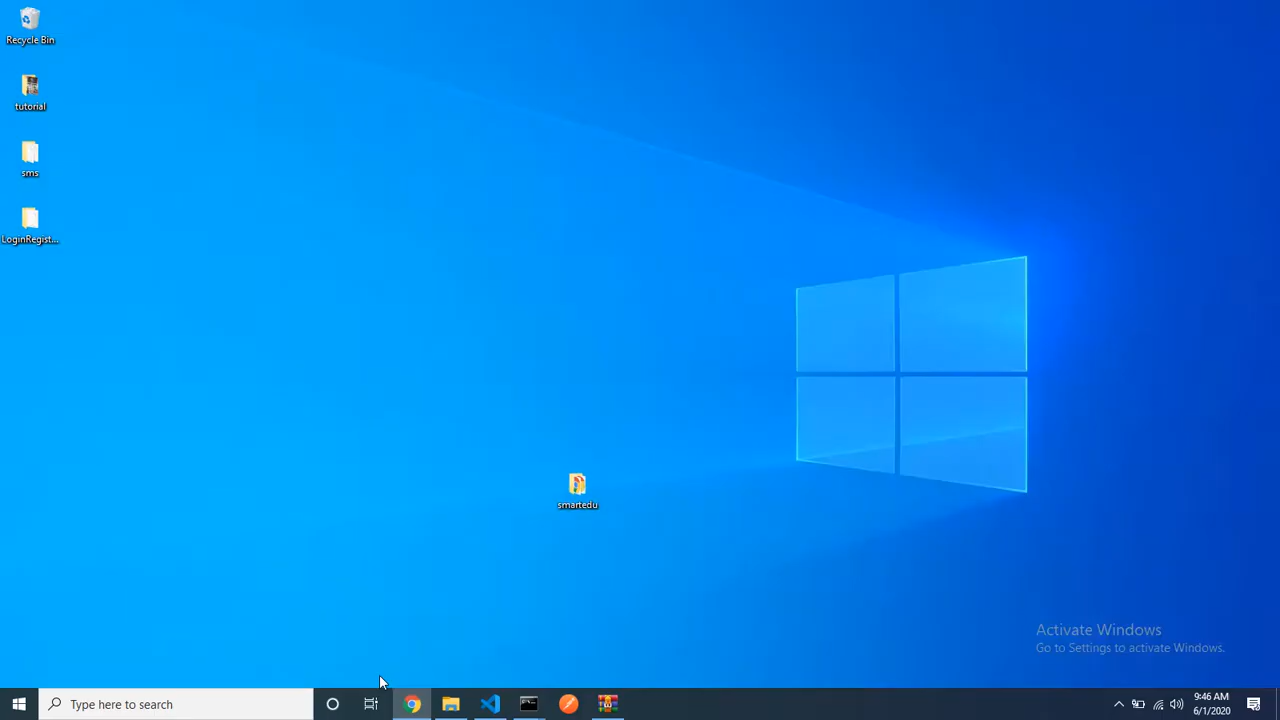 Recycle Bin
tutorial
sms
LoginRegist...
smartedu
Activate Windows
Go to Settings to activate Windows.
Type here to search
9:46 AM
6/1/2020